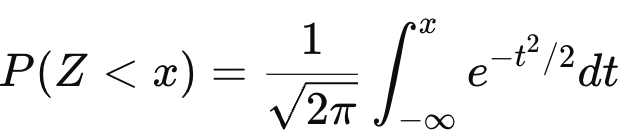 P(Z < x) = \frac{1}{\sqrt{2\pi}} \int_{-\infty}^{x} e^{-t^2/2} dt